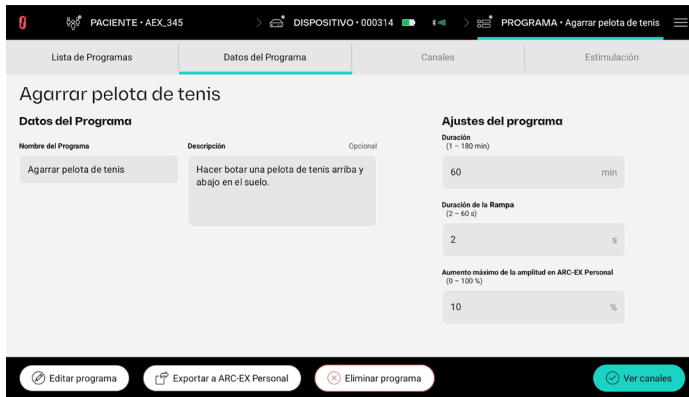 PACIENTE • AEX_345
DISPOSITIVO • 000314
PROGRAMA • Agarrar pelota de tenis
Lista de Programas
Datos del Programa
Canales
Estimulación
Agarrar pelota de tenis
Datos del Programa
Nombre del Programa
Agarrar pelota de tenis
Descripción
Opcional
Hacer botar una pelota de tenis arriba y
abajo en el suelo.
Ajustes del programa
Duración
(1 – 180 min)
60 min
Duración de la Rampa
(2 – 60 s)
2 s
Aumento máximo de la amplitud en ARC-EX Personal
(0 – 100 %)
10 %
Editar programa
Exportar a ARC-EX Personal
Eliminar programa
Ver canales